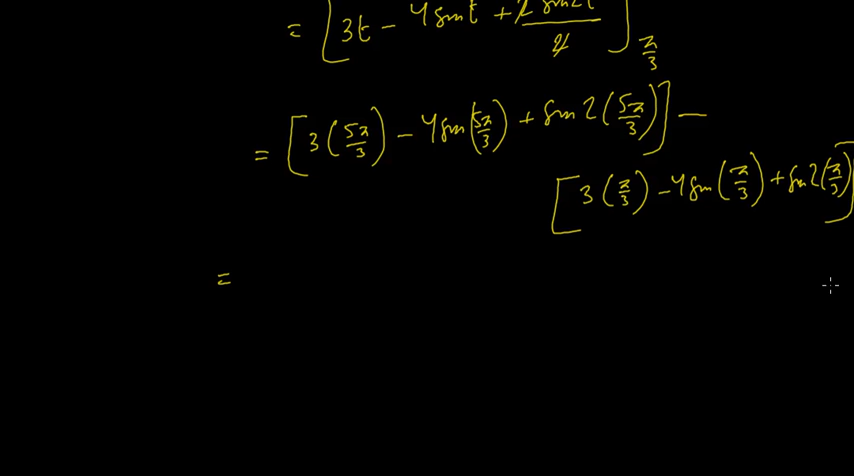 = [3t - 4 sin t + 2 sin 2t / 2] π/3
= [3(5π/3) - 4 sin(5π/3) + sin 2(5π/3)] -
[3(π/3) - 4 sin(π/3) + sin 2(π/3)]
=